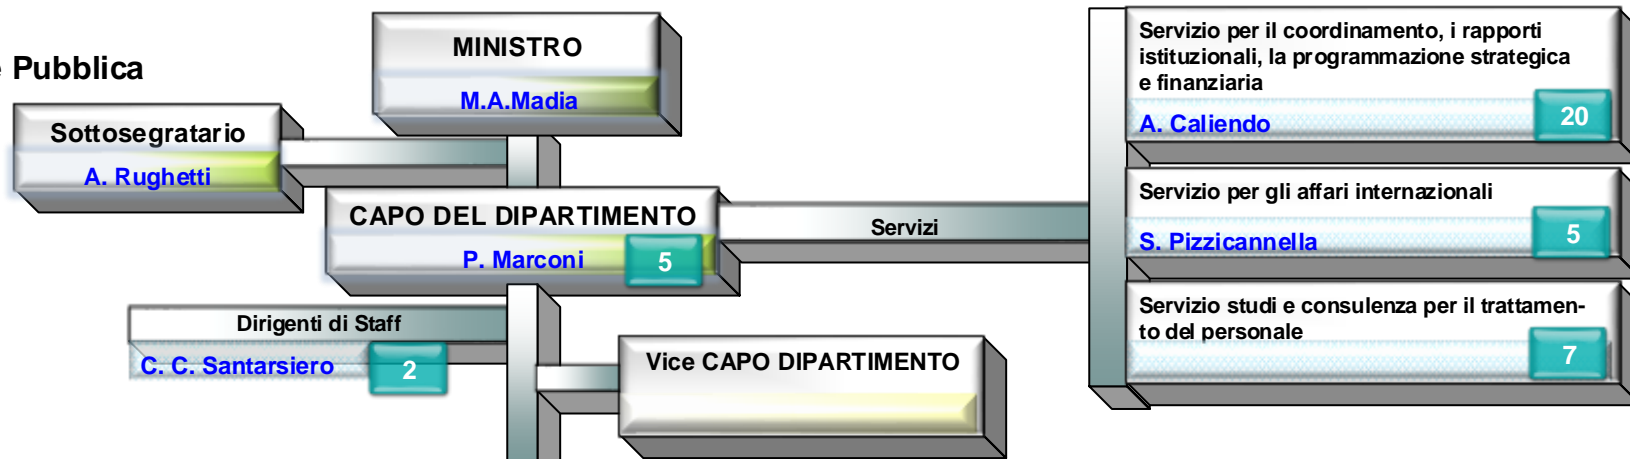 e Pubblica
MINISTRO
M.A.Madia
Sottosegratario
A. Rughetti
CAPO DEL DIPARTIMENTO
P. Marconi
5
Servizi
Dirigenti di Staff
C. C. Santarsiero
2
Vice CAPO DIPARTIMENTO
Servizio per il coordinamento, i rapporti
istituzionali, la programmazione strategica
e finanziaria
A. Caliendo
20
Servizio per gli affari internazionali
S. Pizzicannella
5
Servizio studi e consulenza per il trattamen-
to del personale
7